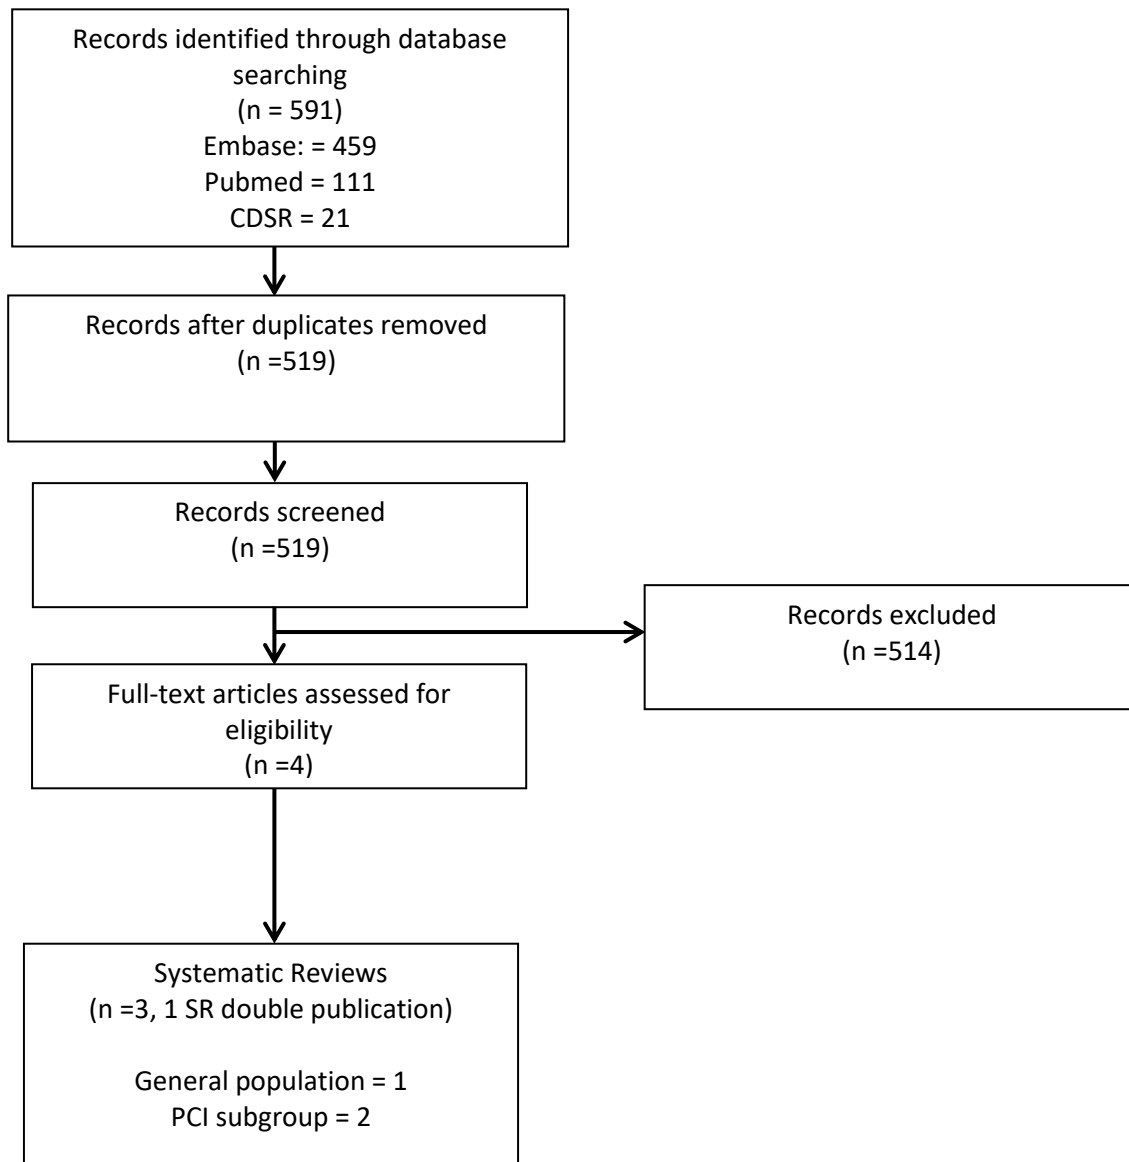 Records identified through database
searching
(n = 591)
Embase: = 459
Pubmed = 111
CDSR = 21
Records after duplicates removed
(n =519)
Records screened
(n =519)
Records excluded
(n =514)
Full-text articles assessed for
eligibility
(n =4)
Systematic Reviews
(n =3, 1 SR double publication)
General population = 1
PCI subgroup = 2